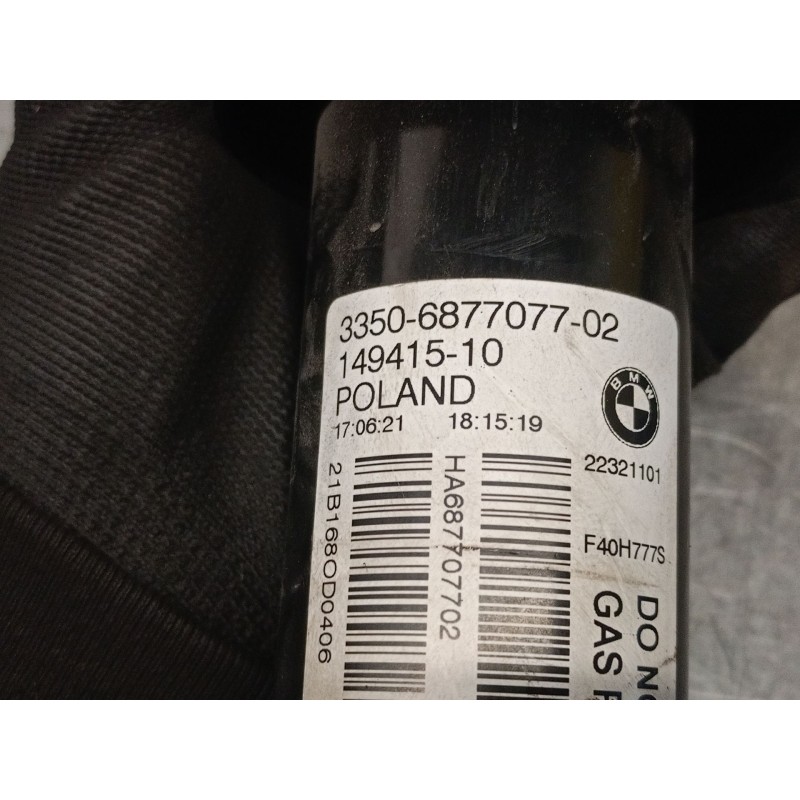 3350-6877077-02
149415-10
POLAND
17:06:21 18:15:19
BMW
22321101
F40H777S
21B168OD0406
HA687707702
DO
GAS